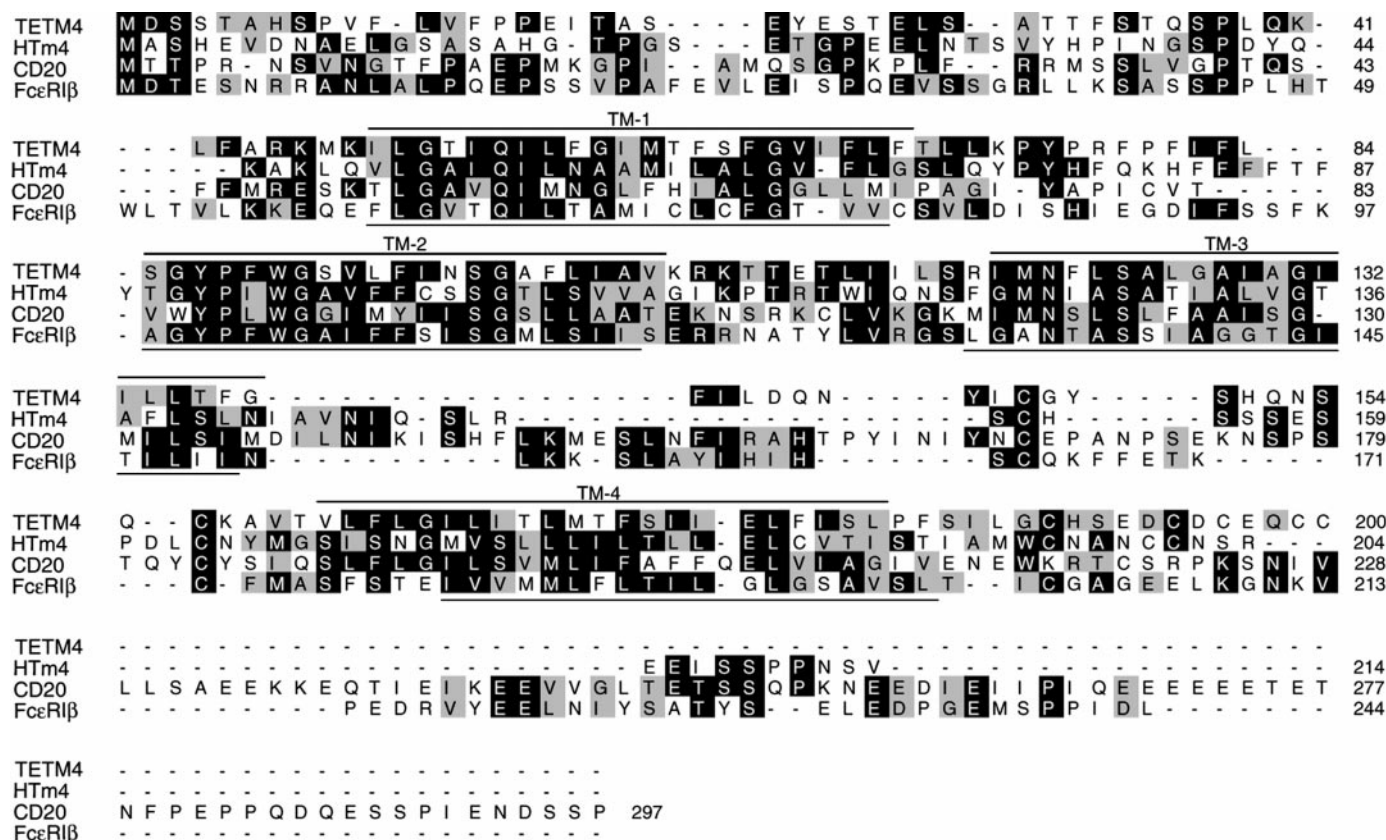 TETM4 M D S S T A H S P V F - L V F P P E I T A S - - - - E Y E S T E L S - - A T T F S T Q S P L Q K - 41
HTm4 M A S H E V D N A E L G S A S A H G - T P G S - - - E T G P E E L N T S V Y H P I N G S P D Y Q - 44
CD20 M T T P R - N S V N G T F P A E P M K G P I - - A M Q S G P K P L F - - R R M S S L V G P T Q S - 43
FcεRIβ M D T E S N R R A N L A L P Q E P S S V P A F E V L E I S P Q E V S S G R L L K S A S S P P L H T 49
TM-1
TETM4 - - - L F A R K M K I L G T I Q I L F G I M T F S F G V I F L F T L L K P Y P R F P F I F L - - - 84
HTm4 - - - - - K A K L Q V L G A I Q I L N A A M I L A L G V - F L G S L Q Y P Y H F Q K H F F F F T F 87
CD20 - - - F F M R E S K T L G A V Q I M N G L F H I A L G G L L M I P A G I - Y A P I C V T - - - - - 83
FcεRIβ W L T V L K K E Q E F L G V T Q I L T A M I C L C F G T - V V C S V L D I S H I E G D I F S S F K 97
TM-2 TM-3
TETM4 - S G Y P F W G S V L F I N S G A F L I A V K R K T T E T L I I L S R I M N F L S A L G A I A G I 132
HTm4 Y T G Y P I W G A V F F C S S G T L S V V A G I K P T R T W I Q N S F G M N I A S A T I A L V G T 136
CD20 - V W Y P L W G G I M Y I I S G S L L A A T E K N S R K C L V K G K M I M N S L S L F A A I S G - 130
FcεRIβ - A G Y P F W G A I F F S I S G M L S I I S E R R N A T Y L V R G S L G A N T A S S I A G G T G I 145
TETM4 I L L T F G - - - - - - - - - - - - - - - - - F I L D Q N - - - - - Y I C G Y - - - - - S H Q N S 154
HTm4 A F L S L N I A V N I Q - S L R - - - - - - - - - - - - - - - - - - - S C H - - - - - - S S S E S 159
CD20 M I L S I M D I L N I K I S H F L K M E S L N F I R A H T P Y I N I Y N C E P A N P S E K N S P S 179
FcεRIβ T I L I I N - - - - - - - - - - L K K - S L A Y I H I H - - - - - - - S C Q K F F E T K - - - - - 171
TM-4
TETM4 Q - - C K A V T V L F L G I L I T L M T F S I I - E L F I S L P F S I L G C H S E D C D C E Q C C 200
HTm4 P D L C N Y M G S I S N G M V S L L L I L T L L - E L C V T I S T I A M W C N A N C C N S R - - - 204
CD20 T Q Y C Y S I Q S L F L G I L S V M L I F A F F Q E L V I A G I V E N E W K R T C S R P K S N I V 228
FcεRIβ - - - C - F M A S F S T E I V V M M L F L T I L - G L G S A V S L T - - I C G A G E E L K G N K V 213
TETM4 - - - - - - - - - - - - - - - - - - - - - - - - - - - - - - - - - - - - - - - - - - - - - - - - -
HTm4 - - - - - - - - - - - - - - - - - - - - - E E I S S P P N S V - - - - - - - - - - - - - - - - - - 214
CD20 L L S A E E K K E Q T I E I K E E V V G L T E T S S Q P K N E E D I E I I P I Q E E E E E E T E T 277
FcεRIβ - - - - - - - - - P E D R V Y E E L N I Y S A T Y S - - E L E D P G E M S P P I D L - - - - - - - 244
TETM4 - - - - - - - - - - - - - - - - - - - -
HTm4 - - - - - - - - - - - - - - - - - - - -
CD20 N F P E P P Q D Q E S S P I E N D S S P 297
FcεRIβ - - - - - - - - - - - - - - - - - - - -